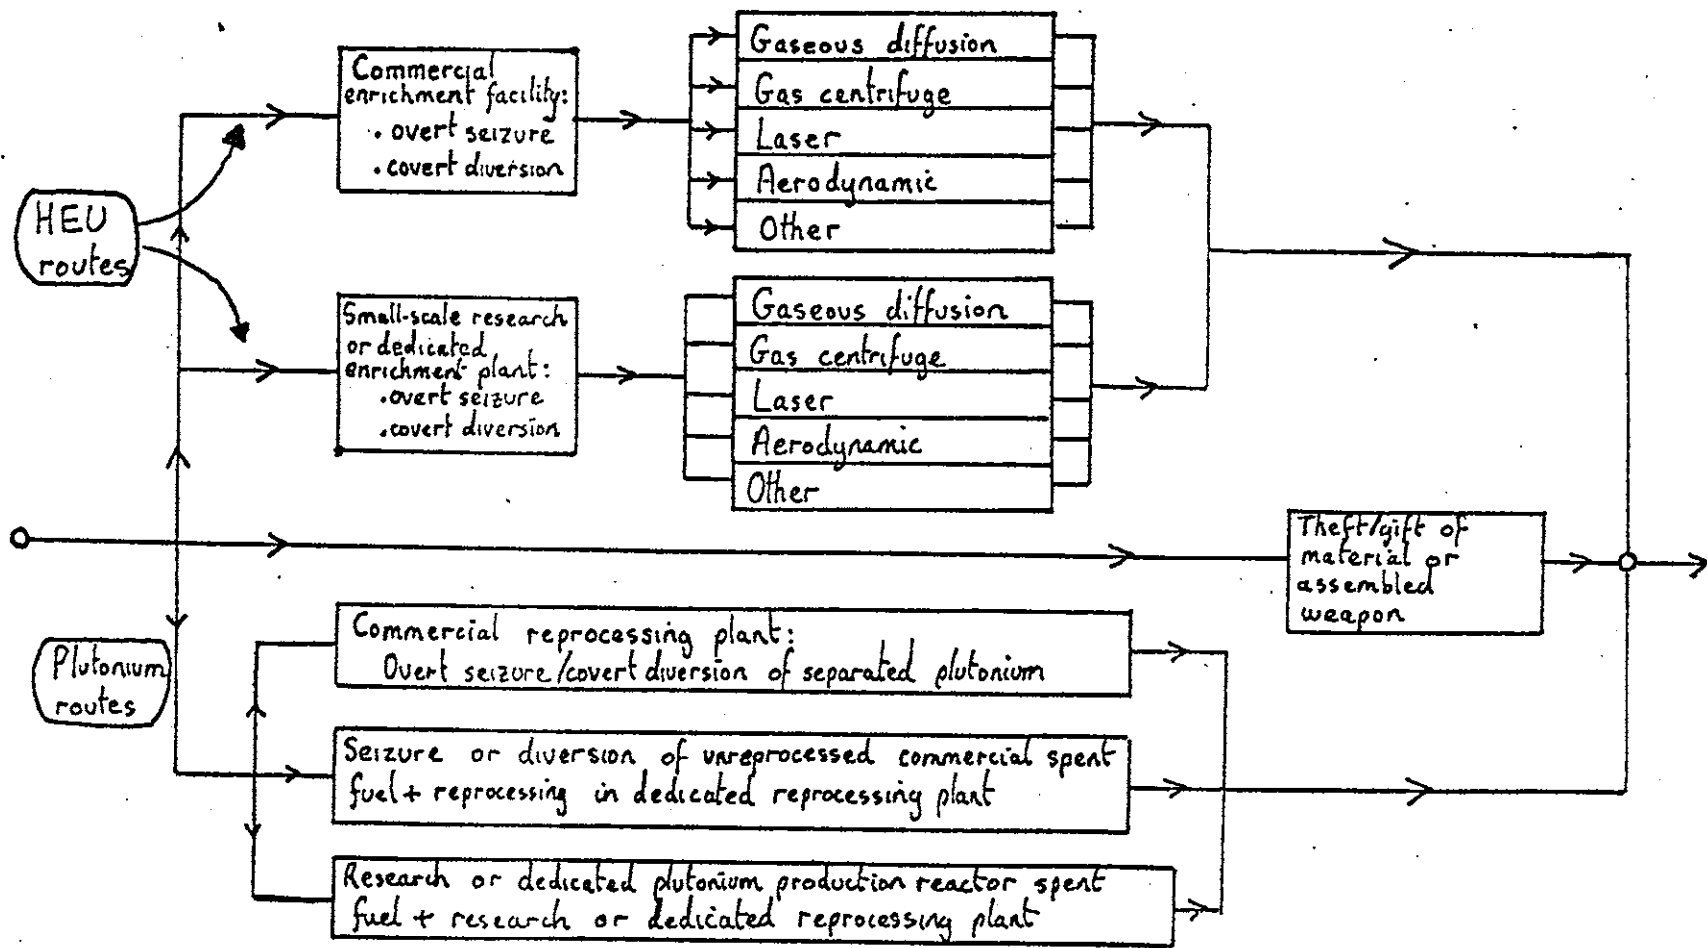 HEU
routes
Commercial
enrichment facility:
• overt seizure
• covert diversion
Gaseous diffusion
Gas centrifuge
Laser
Aerodynamic
Other
Small-scale research
or dedicated
enrichment plant:
• overt seizure
• covert diversion
Gaseous diffusion
Gas centrifuge
Laser
Aerodynamic
Other
Theft/gift of
material or
assembled
weapon
Plutonium
routes
Commercial reprocessing plant:
Overt seizure/covert diversion of separated plutonium
Seizure or diversion of unreprocessed commercial spent
fuel + reprocessing in dedicated reprocessing plant
Research or dedicated plutonium production reactor spent
fuel + research or dedicated reprocessing plant